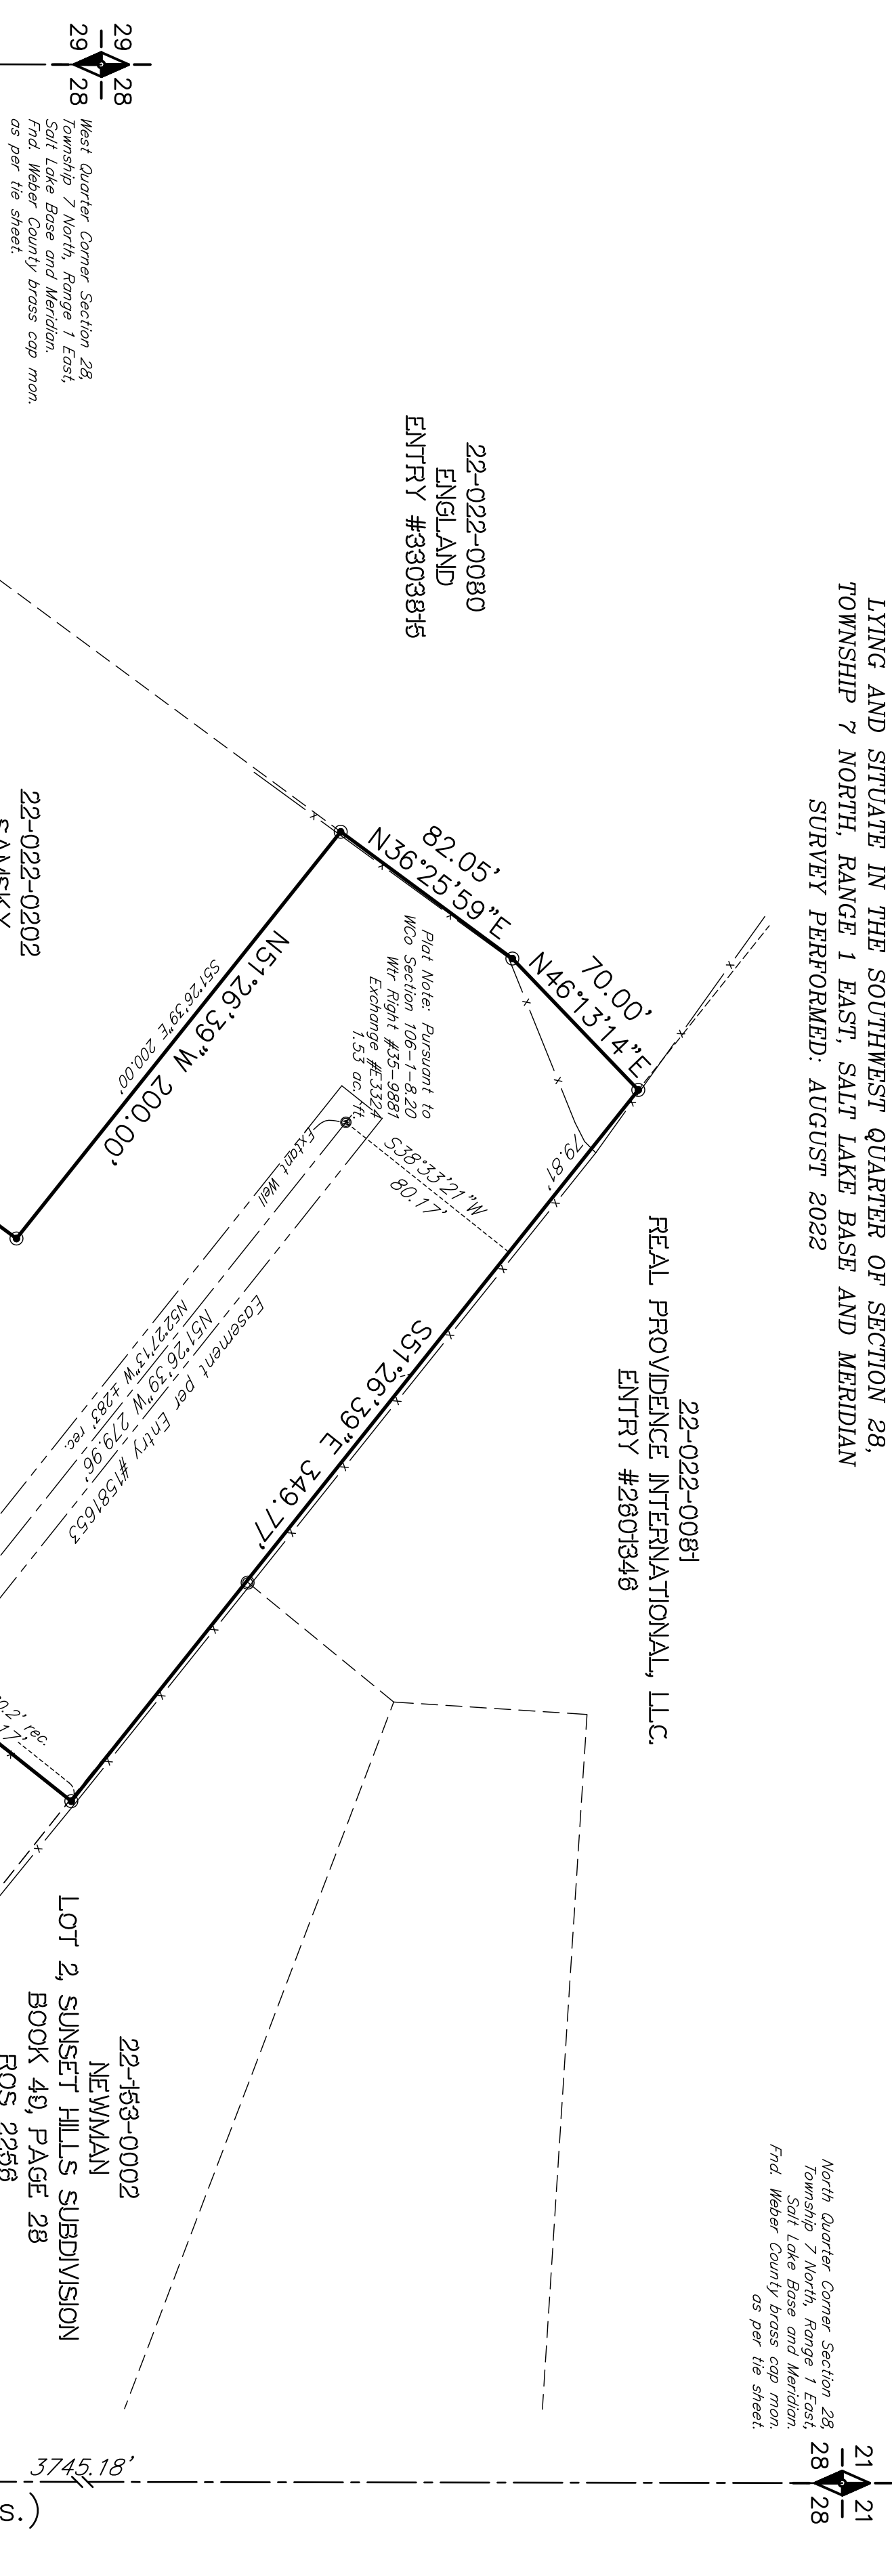 LYING AND SITUATE IN THE SOUTHWEST QUARTER OF SECTION 28,
TOWNSHIP 7 NORTH, RANGE 1 EAST, SALT LAKE BASE AND MERIDIAN
SURVEY PERFORMED: AUGUST 2022
29 28
29 28
West Quarter Corner Section 28,
Township 7 North, Range 1 East,
Salt Lake Base and Meridian.
Fnd. Weber County brass cap mon.
as per tie sheet.
22-022-0080
ENGLAND
ENTRY #3303815
82.05'
N36°25'59"E
70.00'
N46°13'14"E
79.81'
Plat Note: Pursuant to
WCo Section 106-1-8.20
Wtr Right #35-9881
Exchange #E3324
1.53 ac. ft.
S38°33'21"W
80.17'
Extant Well
N51°26'39"W 200.00'
S51°26'39"E 200.00'
22-022-0202
SAMSKY
22-022-0081
REAL PROVIDENCE INTERNATIONAL, LLC.
ENTRY #2601346
S51°26'39"E 349.77'
Easement per Entry #1581653
N51°26'39"W 279.96'
N52°27'13"W ±283' rec.
0.2' rec.
17'
22-153-0002
NEWMAN
LOT 2, SUNSET HILLS SUBDIVISION
BOOK 40, PAGE 28
ROS 2256
North Quarter Corner Section 28,
Township 7 North, Range 1 East,
Salt Lake Base and Meridian.
Fnd. Weber County brass cap mon.
as per tie sheet.
21 21
28 28
3745.18'
s.)